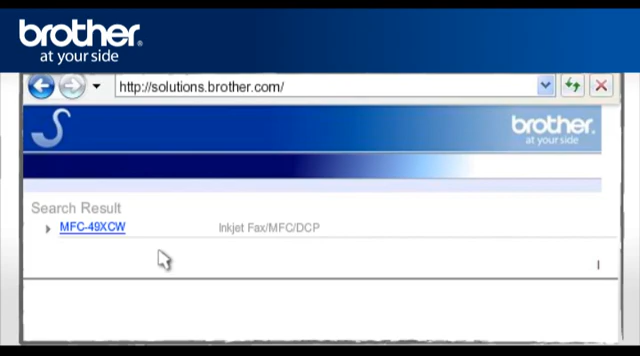 brother®
at your side
http://solutions.brother.com/
brother.
at your side
Search Result
MFC-49XCW Inkjet Fax/MFC/DCP